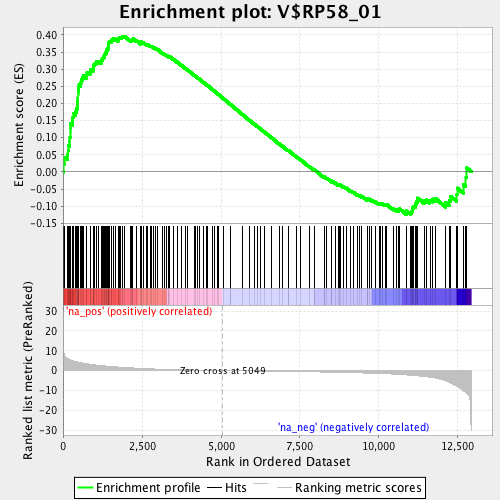 Enrichment plot: V$RP58_01
Enrichment score (ES)
0.40
0.35
0.30
0.25
0.20
0.15
0.10
0.05
0.00
-0.05
-0.10
-0.15
'na_pos' (positively correlated)
Ranked list metric (PreRanked)
30
20
10
0
-10
-20
-30
Zero cross at 5049
'na_neg' (negatively correlated)
0 2,500 5,000 7,500 10,000 12,500
Rank in Ordered Dataset
Enrichment profile Hits Ranking metric scores